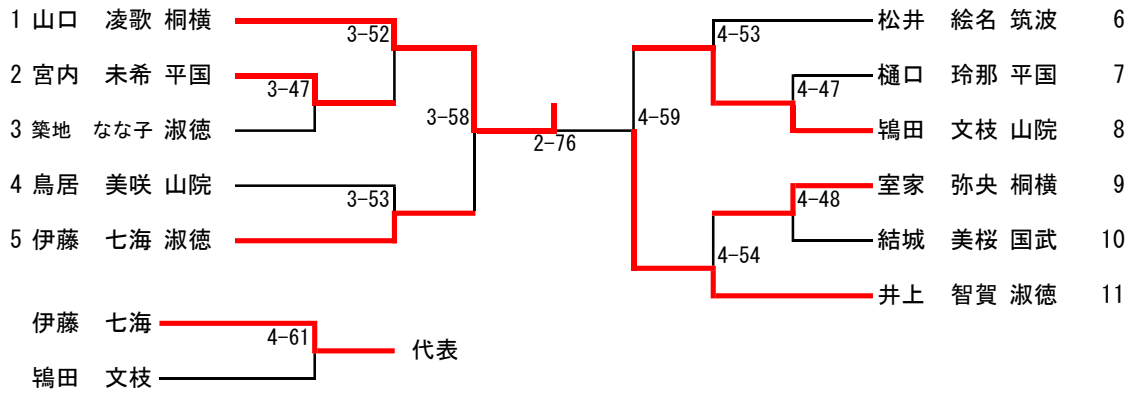 1 山口 凌歌 桐横
3-52
2 宮内 未希 平国
3-47
3 築地 なな子 淑徳
3-58
4 鳥居 美咲 山院
3-53
5 伊藤 七海 淑徳
2-76
松井 絵名 筑波 6
4-53
樋口 玲那 平国 7
4-47
鴇田 文枝 山院 8
4-59
室家 弥央 桐横 9
4-48
結城 美桜 国武 10
4-54
井上 智賀 淑徳 11
伊藤 七海
4-61
代表
鴇田 文枝